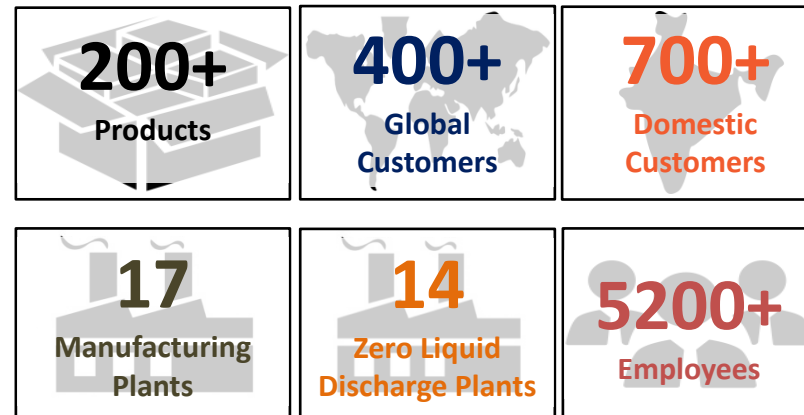 200+
Products
400+
Global
Customers
700+
Domestic
Customers
17
Manufacturing
Plants
14
Zero Liquid
Discharge Plants
5200+
Employees